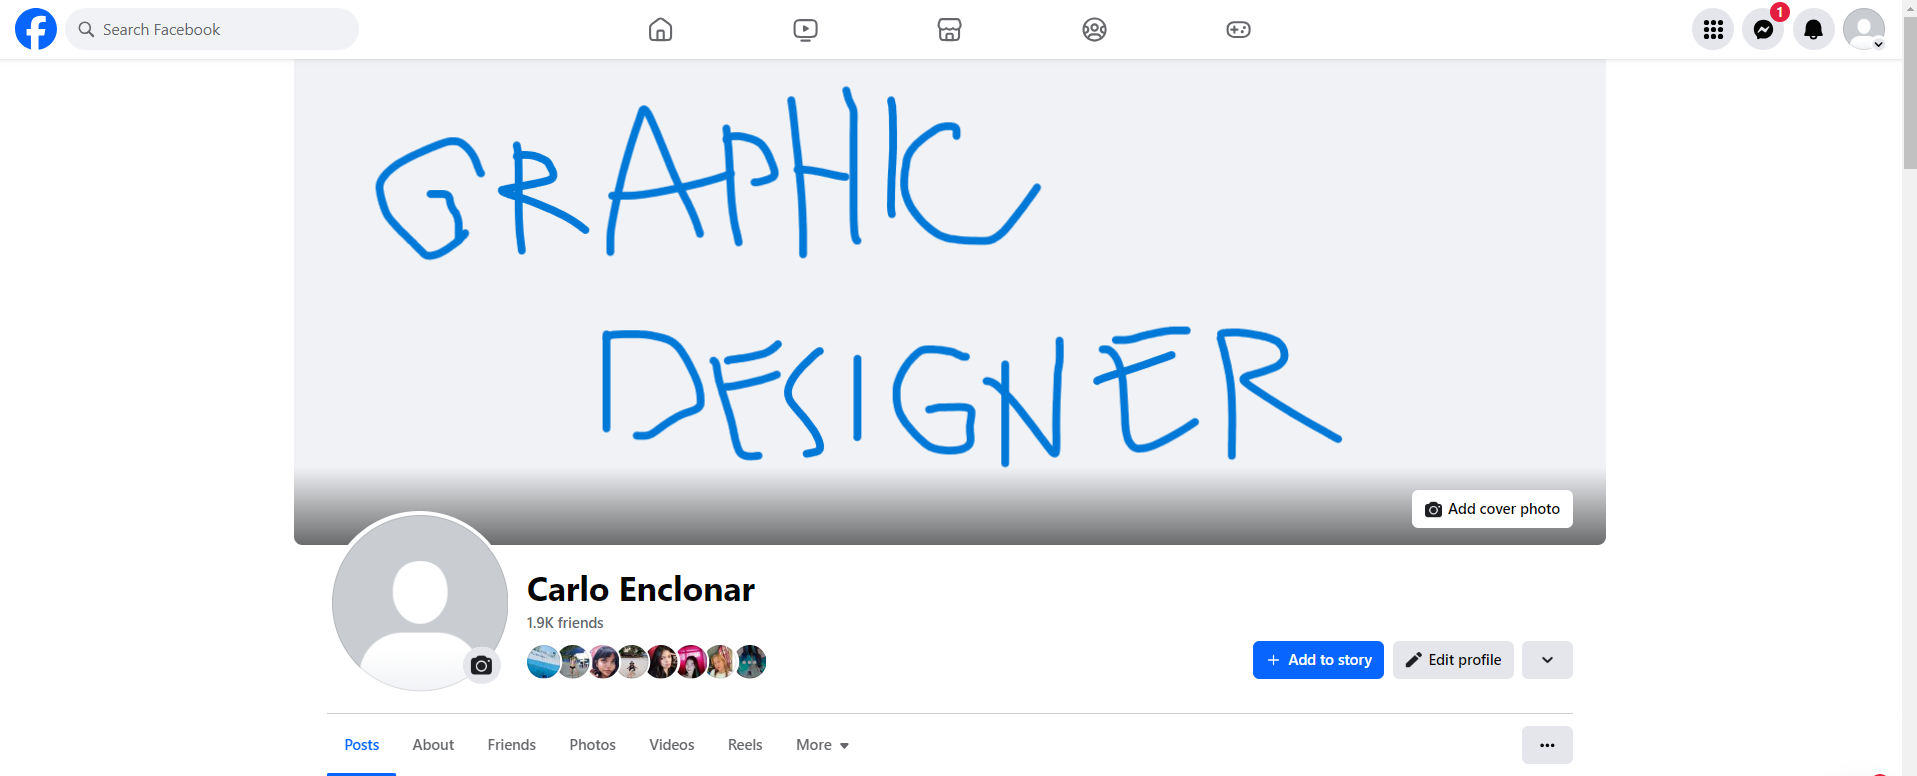 Search Facebook
1
GRAPHIC
DESIGNER
Add cover photo
Carlo Enclonar
1.9K friends
Add to story
Edit profile
Posts About Friends Photos Videos Reels More